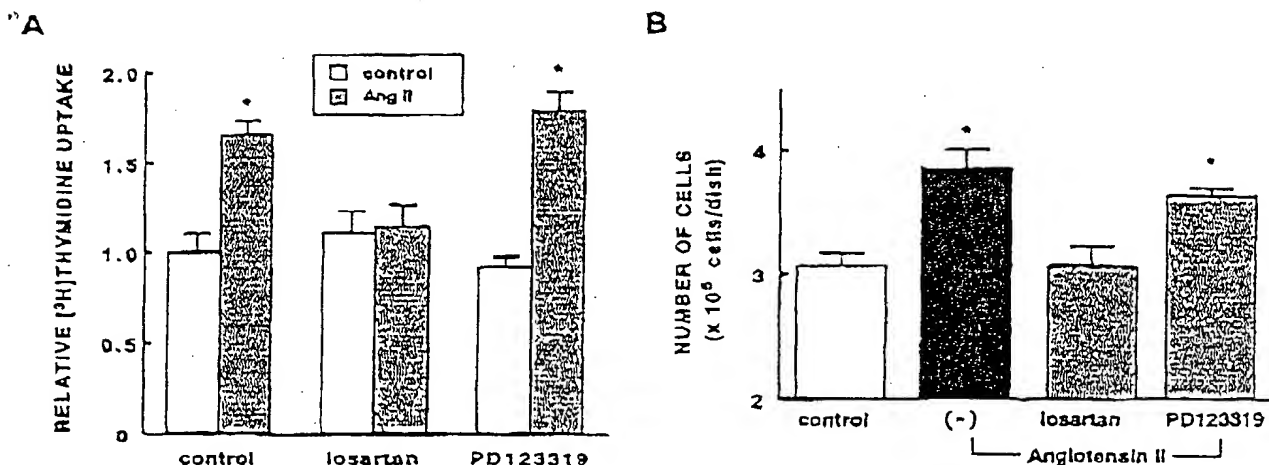 A
RELATIVE [³H]THYMIDINE UPTAKE
2.0
1.5
1.0
0.5
0
control
Ang II
*
*
control
losartan
PD123319
B
NUMBER OF CELLS
(x 10⁵ cells/dish)
4
3
2
*
*
control
(-)
losartan
PD123319
Angiotensin II